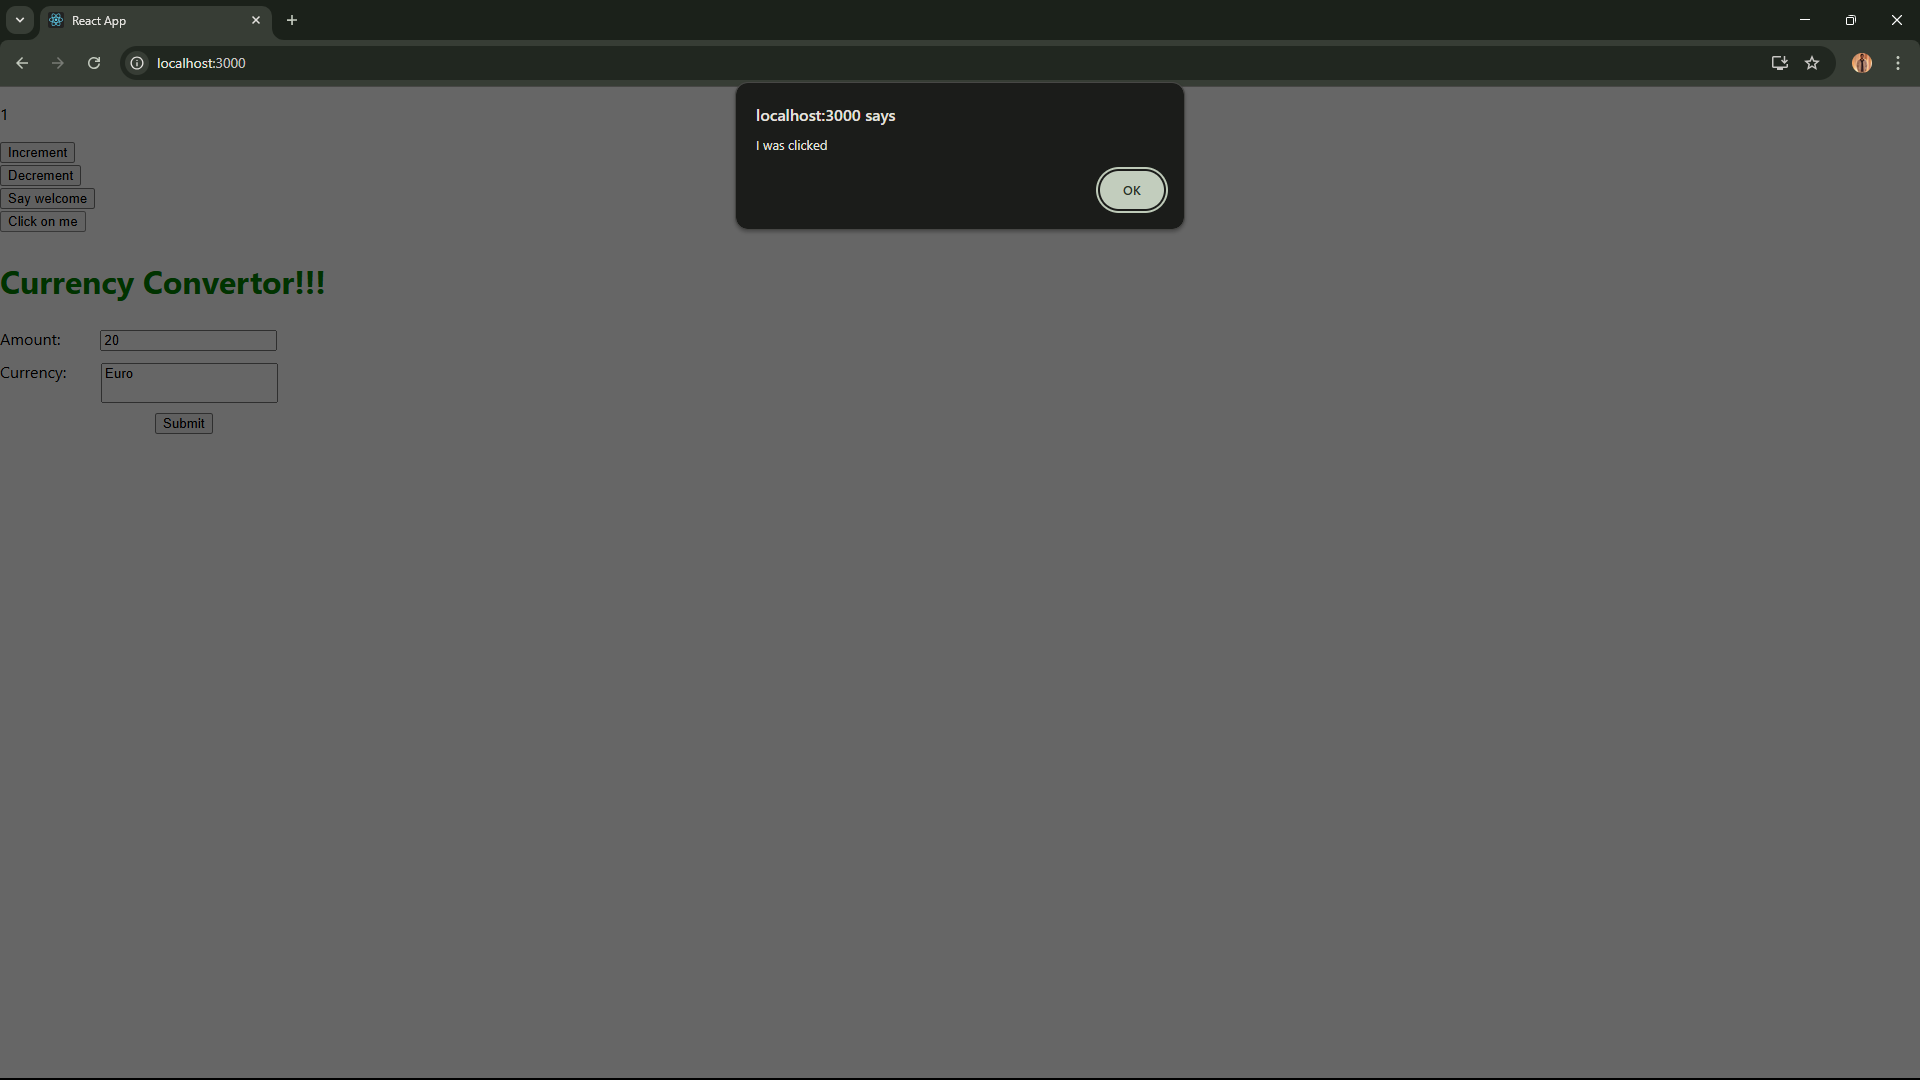 React App
localhost:3000
localhost:3000 says
I was clicked
OK
1
Increment
Decrement
Say welcome
Click on me
Currency Convertor!!!
Amount: 20
Currency: Euro
Submit